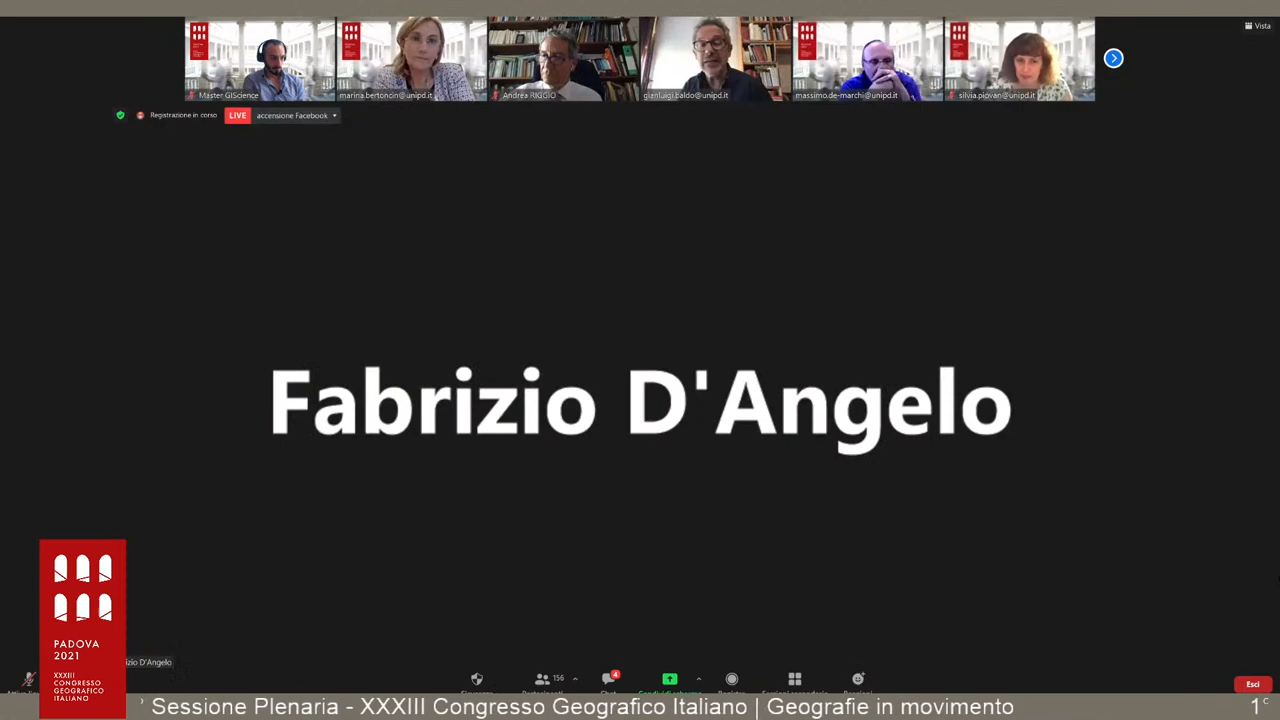 Vista
Master GIScience
marina.bertoncin@unipd.it
Andrea RIGGIO
gianluigi.baldo@unipd.it
massimo.de-marchi@unipd.it
silvia.piovan@unipd.it
Registrazione in corso
LIVE
accensione Facebook
Fabrizio D'Angelo
PADOVA
2021
XXXIII
CONGRESSO
GEOGRAFICO
ITALIANO
izio D'Angelo
156
4
Esci
Sessione Plenaria - XXXIII Congresso Geografico Italiano | Geografie in movimento
1